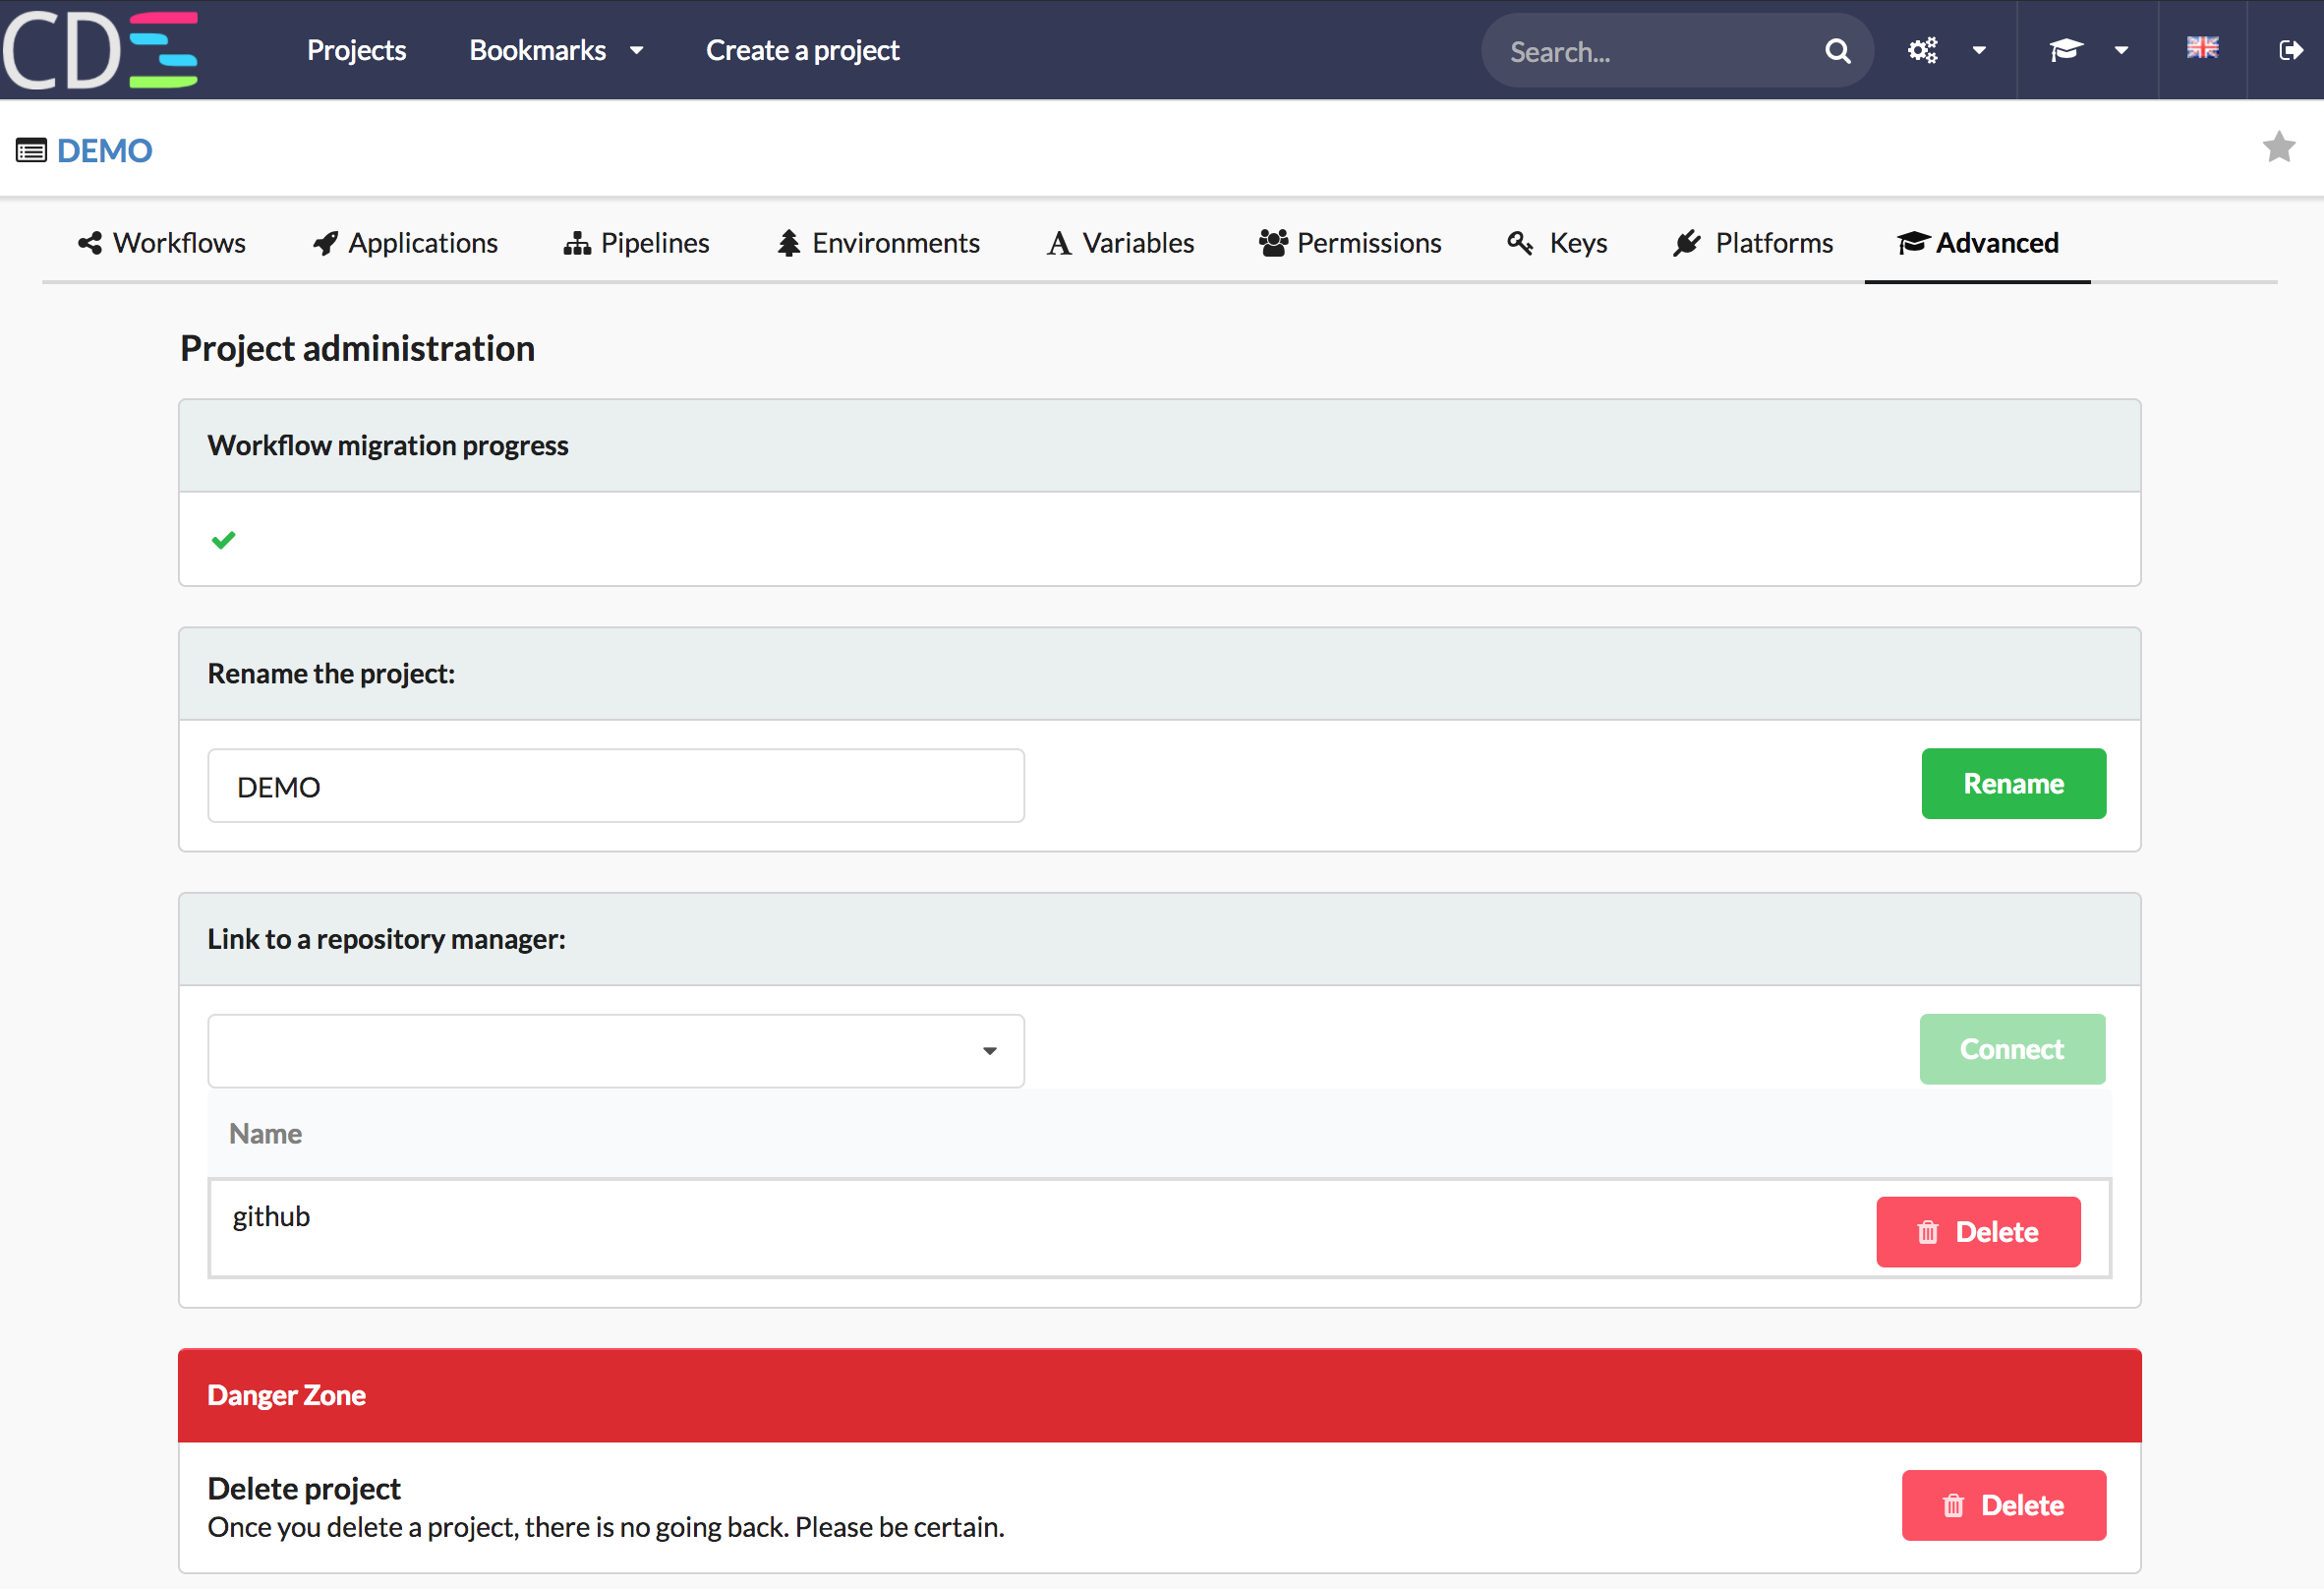 CDE
Projects Bookmarks Create a project Search...
DEMO
Workflows Applications Pipelines Environments Variables Permissions Keys Platforms Advanced
Project administration
Workflow migration progress
Rename the project:
DEMO Rename
Link to a repository manager:
Connect
Name
github Delete
Danger Zone
Delete project
Once you delete a project, there is no going back. Please be certain.
Delete